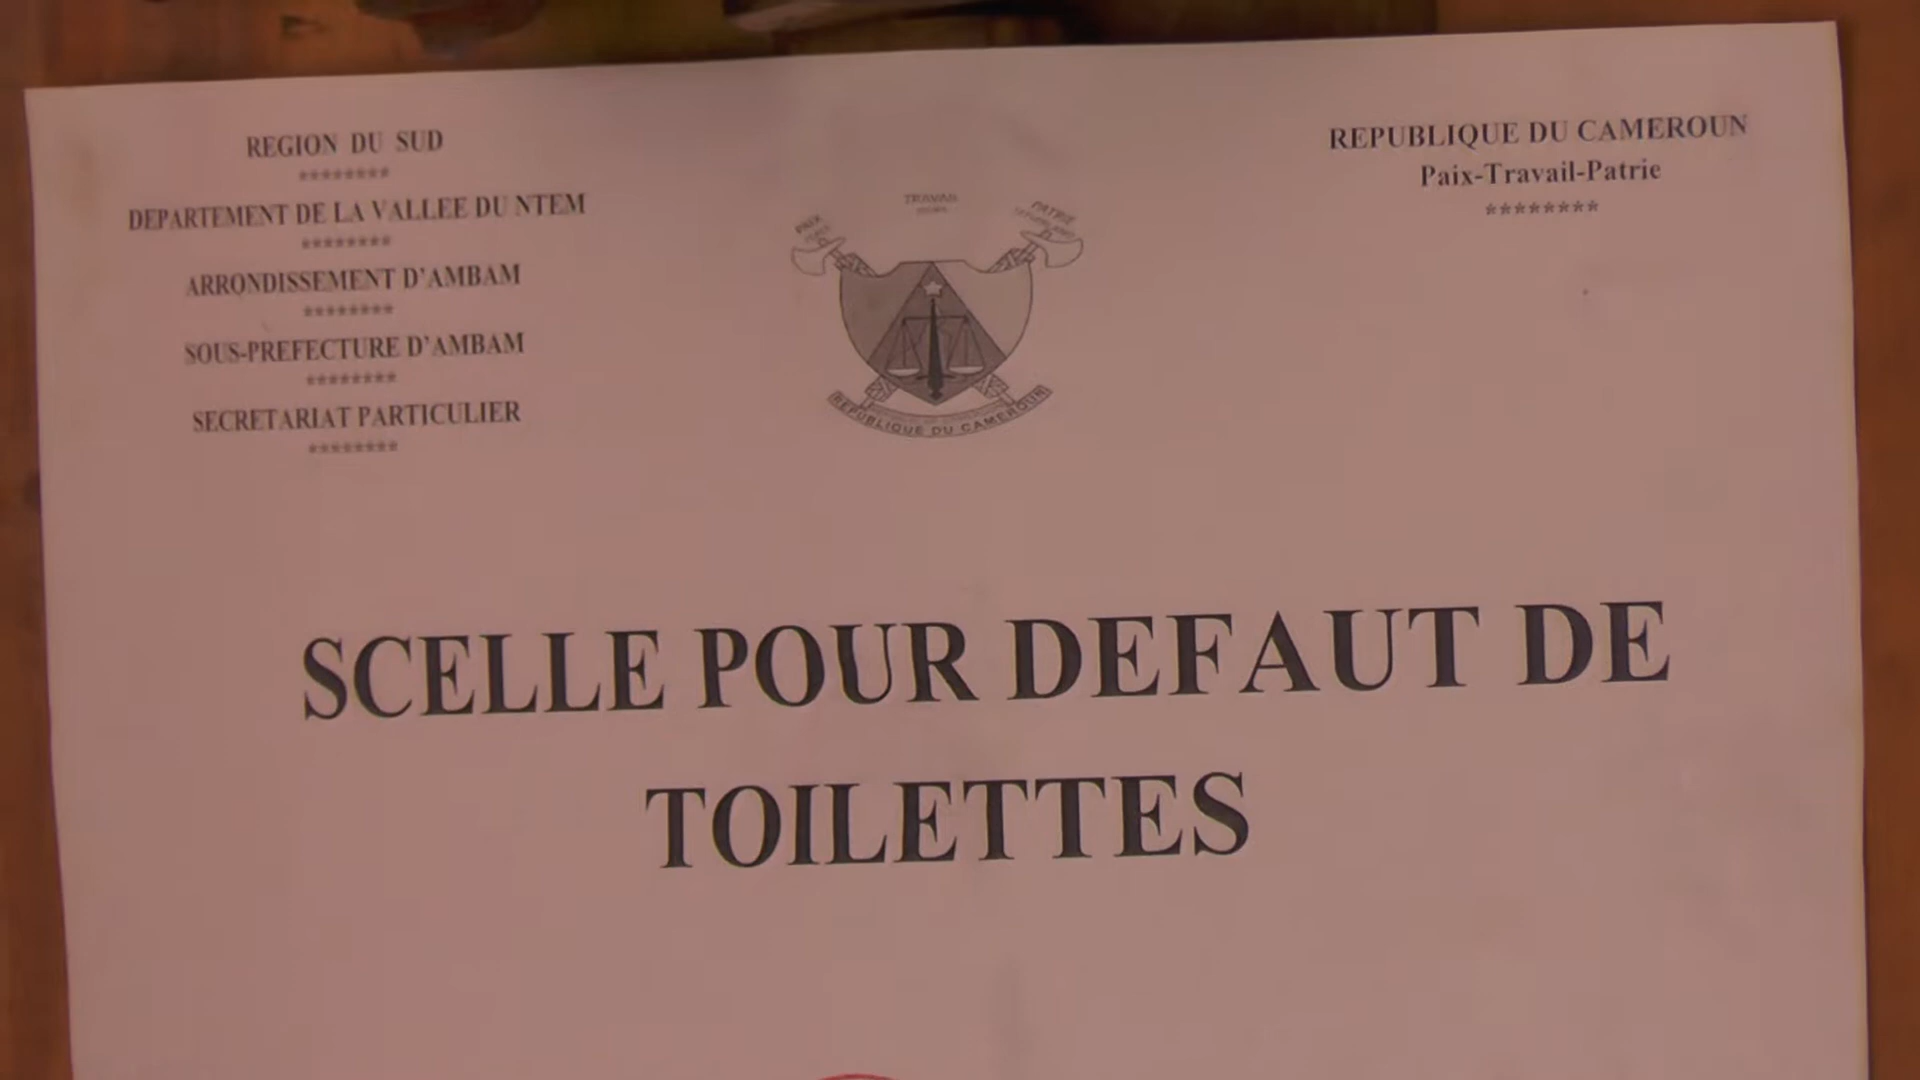 REGION DU SUD
********
DEPARTEMENT DE LA VALLEE DU NTEM
********
ARRONDISSEMENT D'AMBAM
********
SOUS-PREFECTURE D'AMBAM
********
SECRETARIAT PARTICULIER
********
PAIX
TRAVAIL
PATRIE
REPUBLIQUE DU CAMEROUN
REPUBLIQUE DU CAMEROUN
Paix-Travail-Patrie
********
SCELLE POUR DEFAUT DE
TOILETTES